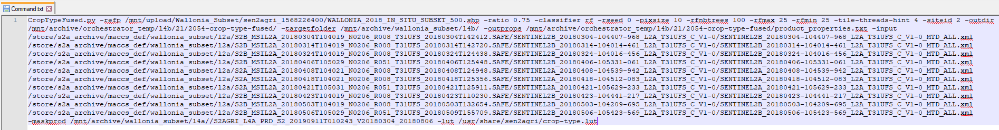 Command.txt
1 CropTypeFused.py -refp /mnt/upload/Wallonia_Subset/sen2agri_1568226400/WALLONIA_2018_IN_SITU_SUBSET_500.shp -ratio 0.75 -classifier rf -rseed 0 -pixsize 10 -rfnbtrees 100 -rfmax 25 -rfmin 25 -tile-threads-hint 4 -siteid 2 -outdir
/mnt/archive/orchestrator_temp/l4b/21/2054-crop-type-fused/ -targetfolder /mnt/archive/wallonia_subset/l4b/ -outprops /mnt/archive/orchestrator_temp/l4b/21/2054-crop-type-fused/product_properties.txt -input
/store/s2a_archive/maccs_def/wallonia_subset/l2a/S2B_MSIL2A_20180304T104019_N0206_R008_T31UFS_20180304T142412.SAFE/SENTINEL2B_20180304-104407-968_L2A_T31UFS_C_V1-0/SENTINEL2B_20180304-104407-968_L2A_T31UFS_C_V1-0_MTD_ALL.xml
/store/s2a_archive/maccs_def/wallonia_subset/l2a/S2B_MSIL2A_20180314T104019_N0206_R008_T31UFS_20180314T142720.SAFE/SENTINEL2B_20180314-104014-461_L2A_T31UFS_C_V1-0/SENTINEL2B_20180314-104014-461_L2A_T31UFS_C_V1-0_MTD_ALL.xml
/store/s2a_archive/maccs_def/wallonia_subset/l2a/S2B_MSIL2A_20180324T104019_N0206_R008_T31UFS_20180324T124438.SAFE/SENTINEL2B_20180324-104016-456_L2A_T31UFS_C_V1-0/SENTINEL2B_20180324-104016-456_L2A_T31UFS_C_V1-0_MTD_ALL.xml
/store/s2a_archive/maccs_def/wallonia_subset/l2a/S2B_MSIL2A_20180406T105029_N0206_R051_T31UFS_20180406T125448.SAFE/SENTINEL2B_20180406-105331-061_L2A_T31UFS_C_V1-0/SENTINEL2B_20180406-105331-061_L2A_T31UFS_C_V1-0_MTD_ALL.xml
/store/s2a_archive/maccs_def/wallonia_subset/l2a/S2A_MSIL2A_20180408T104021_N0206_R008_T31UFS_20180408T124948.SAFE/SENTINEL2A_20180408-104539-942_L2A_T31UFS_C_V1-0/SENTINEL2A_20180408-104539-942_L2A_T31UFS_C_V1-0_MTD_ALL.xml
/store/s2a_archive/maccs_def/wallonia_subset/l2a/S2A_MSIL2A_20180418T104021_N0206_R008_T31UFS_20180418T125356.SAFE/SENTINEL2A_20180418-104512-083_L2A_T31UFS_C_V1-0/SENTINEL2A_20180418-104512-083_L2A_T31UFS_C_V1-0_MTD_ALL.xml
/store/s2a_archive/maccs_def/wallonia_subset/l2a/S2A_MSIL2A_20180421T105031_N0206_R051_T31UFS_20180421T125911.SAFE/SENTINEL2A_20180421-105629-233_L2A_T31UFS_C_V1-0/SENTINEL2A_20180421-105629-233_L2A_T31UFS_C_V1-0_MTD_ALL.xml
/store/s2a_archive/maccs_def/wallonia_subset/l2a/S2B_MSIL2A_20180423T104019_N0206_R008_T31UFS_20180423T110230.SAFE/SENTINEL2B_20180423-104441-217_L2A_T31UFS_C_V1-0/SENTINEL2B_20180423-104441-217_L2A_T31UFS_C_V1-0_MTD_ALL.xml
/store/s2a_archive/maccs_def/wallonia_subset/l2a/S2B_MSIL2A_20180503T104019_N0206_R008_T31UFS_20180503T132654.SAFE/SENTINEL2B_20180503-104209-695_L2A_T31UFS_C_V1-0/SENTINEL2B_20180503-104209-695_L2A_T31UFS_C_V1-0_MTD_ALL.xml
/store/s2a_archive/maccs_def/wallonia_subset/l2a/S2B_MSIL2A_20180506T105029_N0206_R051_T31UFS_20180509T155709.SAFE/SENTINEL2B_20180506-105423-569_L2A_T31UFS_C_V1-0/SENTINEL2B_20180506-105423-569_L2A_T31UFS_C_V1-0_MTD_ALL.xml
-maskprod /mnt/archive/wallonia_subset/l4a//S2AGRI_L4A_PRD_S2_20190911T010243_V20180304_20180806 -lut /usr/share/sen2agri/crop-type.lut